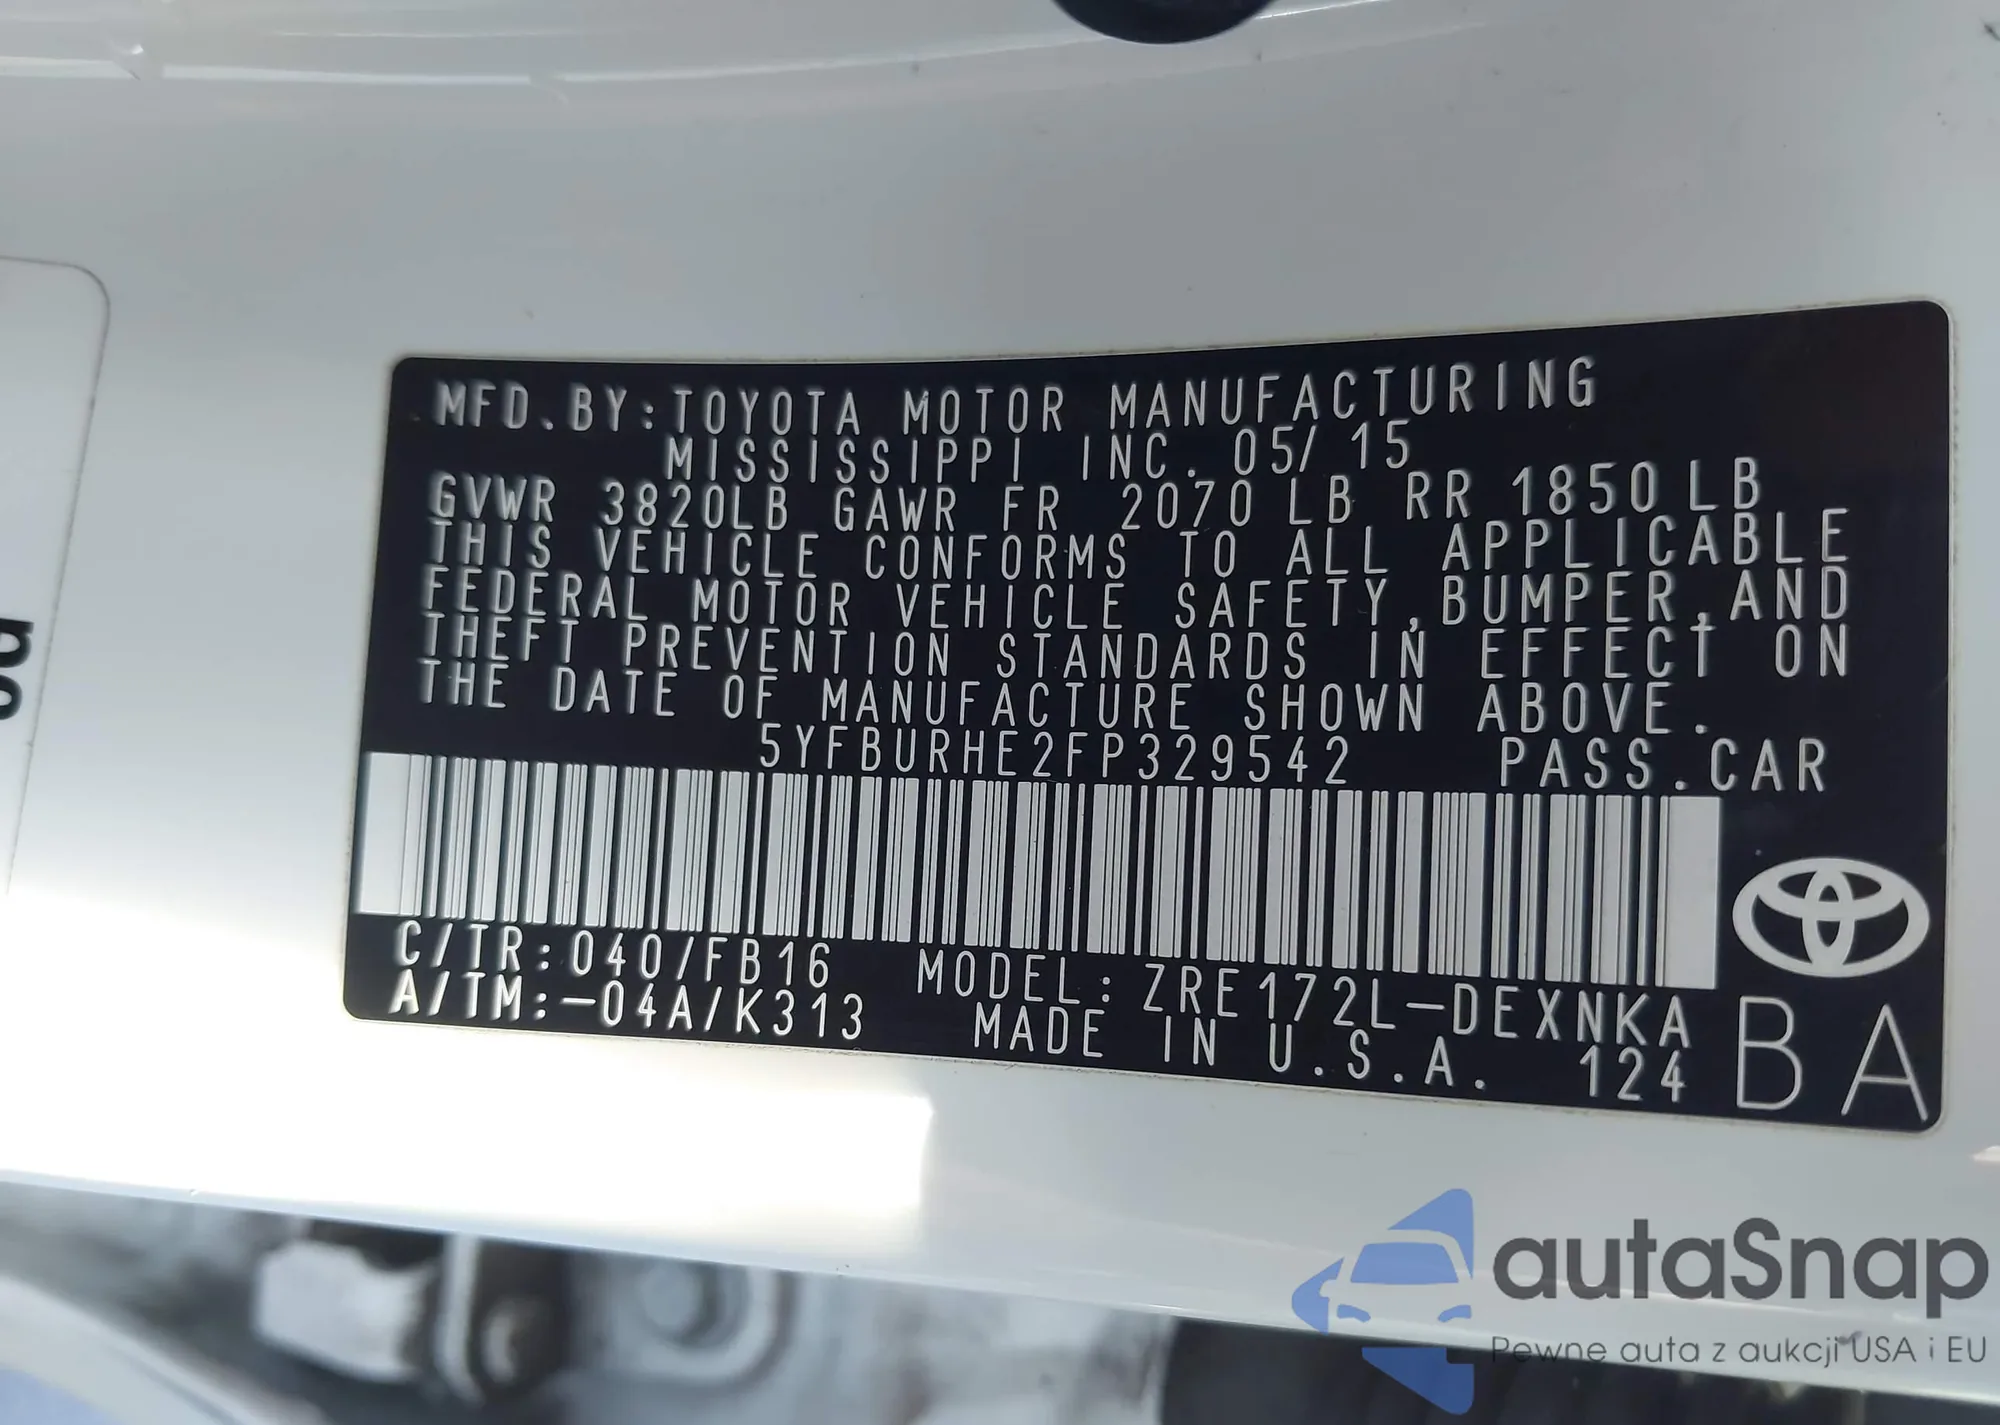 MFD.BY:TOYOTA MOTOR MANUFACTURING
MISSISSIPPI INC. 05/15
GVWR 3820LB GAWR FR 2070 LB RR 1850LB
THIS VEHICLE CONFORMS TO ALL APPLICABLE
FEDERAL MOTOR VEHICLE SAFETY,BUMPER,AND
THEFT PREVENTION STANDARDS IN EFFECT ON
THE DATE OF MANUFACTURE SHOWN ABOVE.
5YFBURHE2FP329542 PASS.CAR
C/TR:040/FB16 MODEL:ZRE172L-DEXNKA
A/TM:-04A/K313 MADE IN U.S.A. 124
BA
autaSnap
Pewne auta z aukcji USA i EU